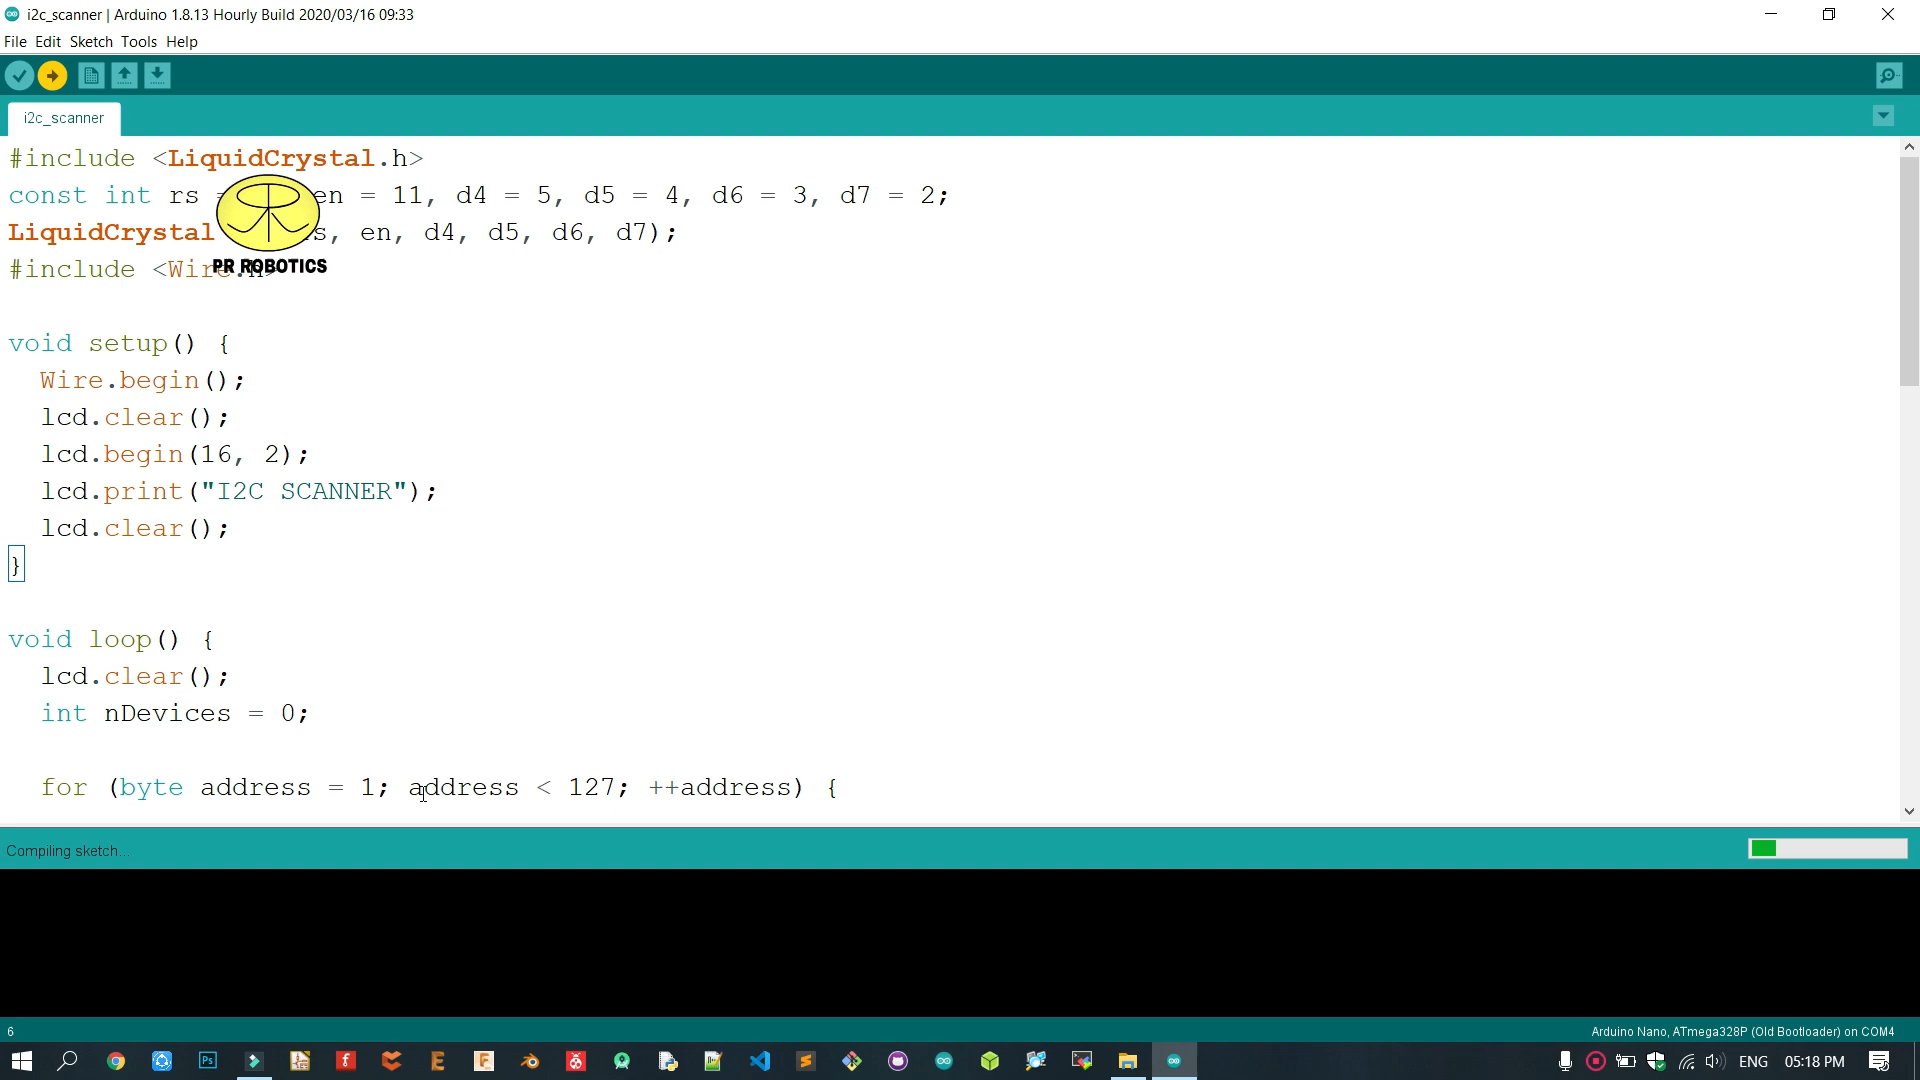 i2c_scanner | Arduino 1.8.13 Hourly Build 2020/03/16 09:33
File Edit Sketch Tools Help
i2c_scanner
#include <LiquidCrystal.h>
const int rs = en = 11, d4 = 5, d5 = 4, d6 = 3, d7 = 2;
LiquidCrystal s, en, d4, d5, d6, d7);
#include <Wire.h>
PR ROBOTICS
void setup() {
Wire.begin();
lcd.clear();
lcd.begin(16, 2);
lcd.print("I2C SCANNER");
lcd.clear();
}
void loop() {
lcd.clear();
int nDevices = 0;
for (byte address = 1; address < 127; ++address) {
Compiling sketch...
6
Arduino Nano, ATmega328P (Old Bootloader) on COM4
Ps
ENG
05:18 PM